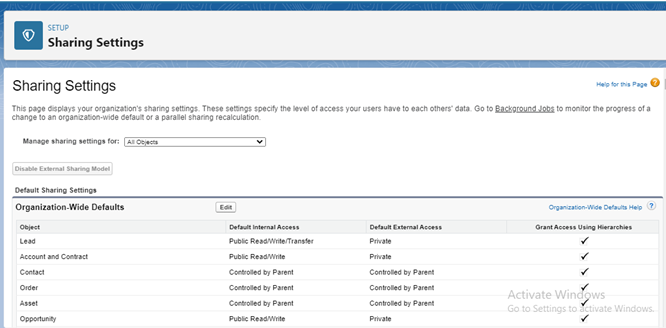 SETUP
Sharing Settings
Sharing Settings
Help for this Page ?
This page displays your organization's sharing settings. These settings specify the level of access your users have to each others' data. Go to Background Jobs to monitor the progress of
a change to an organization-wide default or a parallel sharing recalculation.
Manage sharing settings for: All Objects
Disable External Sharing Model
Default Sharing Settings
Organization-Wide Defaults Edit Organization-Wide Defaults Help ?
Object Default Internal Access Default External Access Grant Access Using Hierarchies
Lead Public Read/Write/Transfer Private ✓
Account and Contract Public Read/Write Private ✓
Contact Controlled by Parent Controlled by Parent ✓
Order Controlled by Parent Controlled by Parent ✓
Asset Controlled by Parent Controlled by Parent ✓
Opportunity Public Read/Write Private ✓
Activate Windows
Go to Settings to activate Windows.